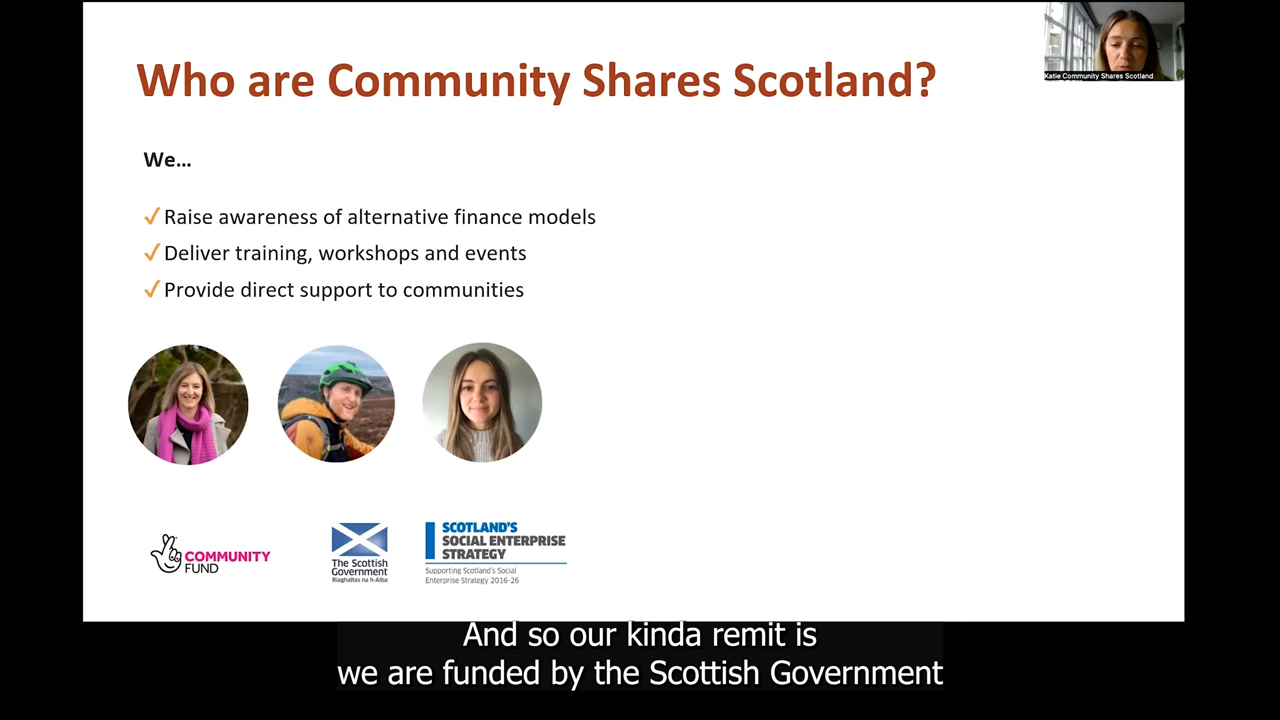 Who are Community Shares Scotland?
Katie Community Shares Scotland
We...
✓Raise awareness of alternative finance models
✓Deliver training, workshops and events
✓Provide direct support to communities
COMMUNITY
FUND
The Scottish
Government
Riaghaltas na h-Alba
SCOTLAND'S
SOCIAL ENTERPRISE
STRATEGY
Supporting Scotland's Social
Enterprise Strategy 2016-26
And so our kinda remit is
we are funded by the Scottish Government